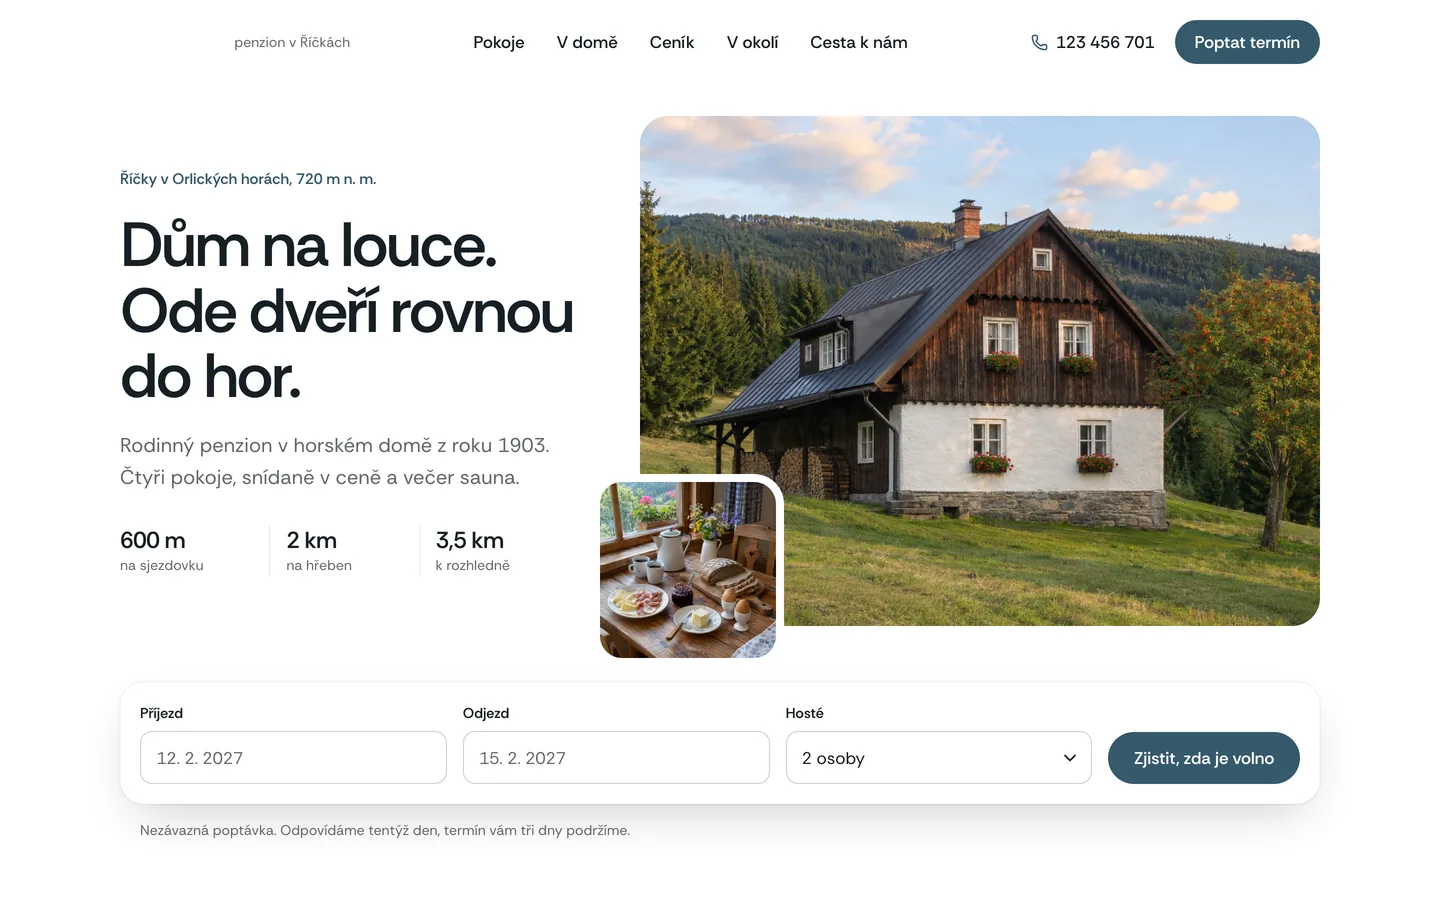 penzion v Říčkách
Pokoje
V domě
Ceník
V okolí
Cesta k nám
123 456 701
Poptat termín
Říčky v Orlických horách, 720 m n. m.
Dům na louce.
Ode dveří rovnou
do hor.
Rodinný penzion v horském domě z roku 1903.
Čtyři pokoje, snídaně v ceně a večer sauna.
600 m
na sjezdovku
2 km
na hřeben
3,5 km
k rozhledně
Příjezd
12. 2. 2027
Odjezd
15. 2. 2027
Hosté
2 osoby
Zjistit, zda je volno
Nezávazná poptávka. Odpovídáme tentýž den, termín vám tři dny podržíme.